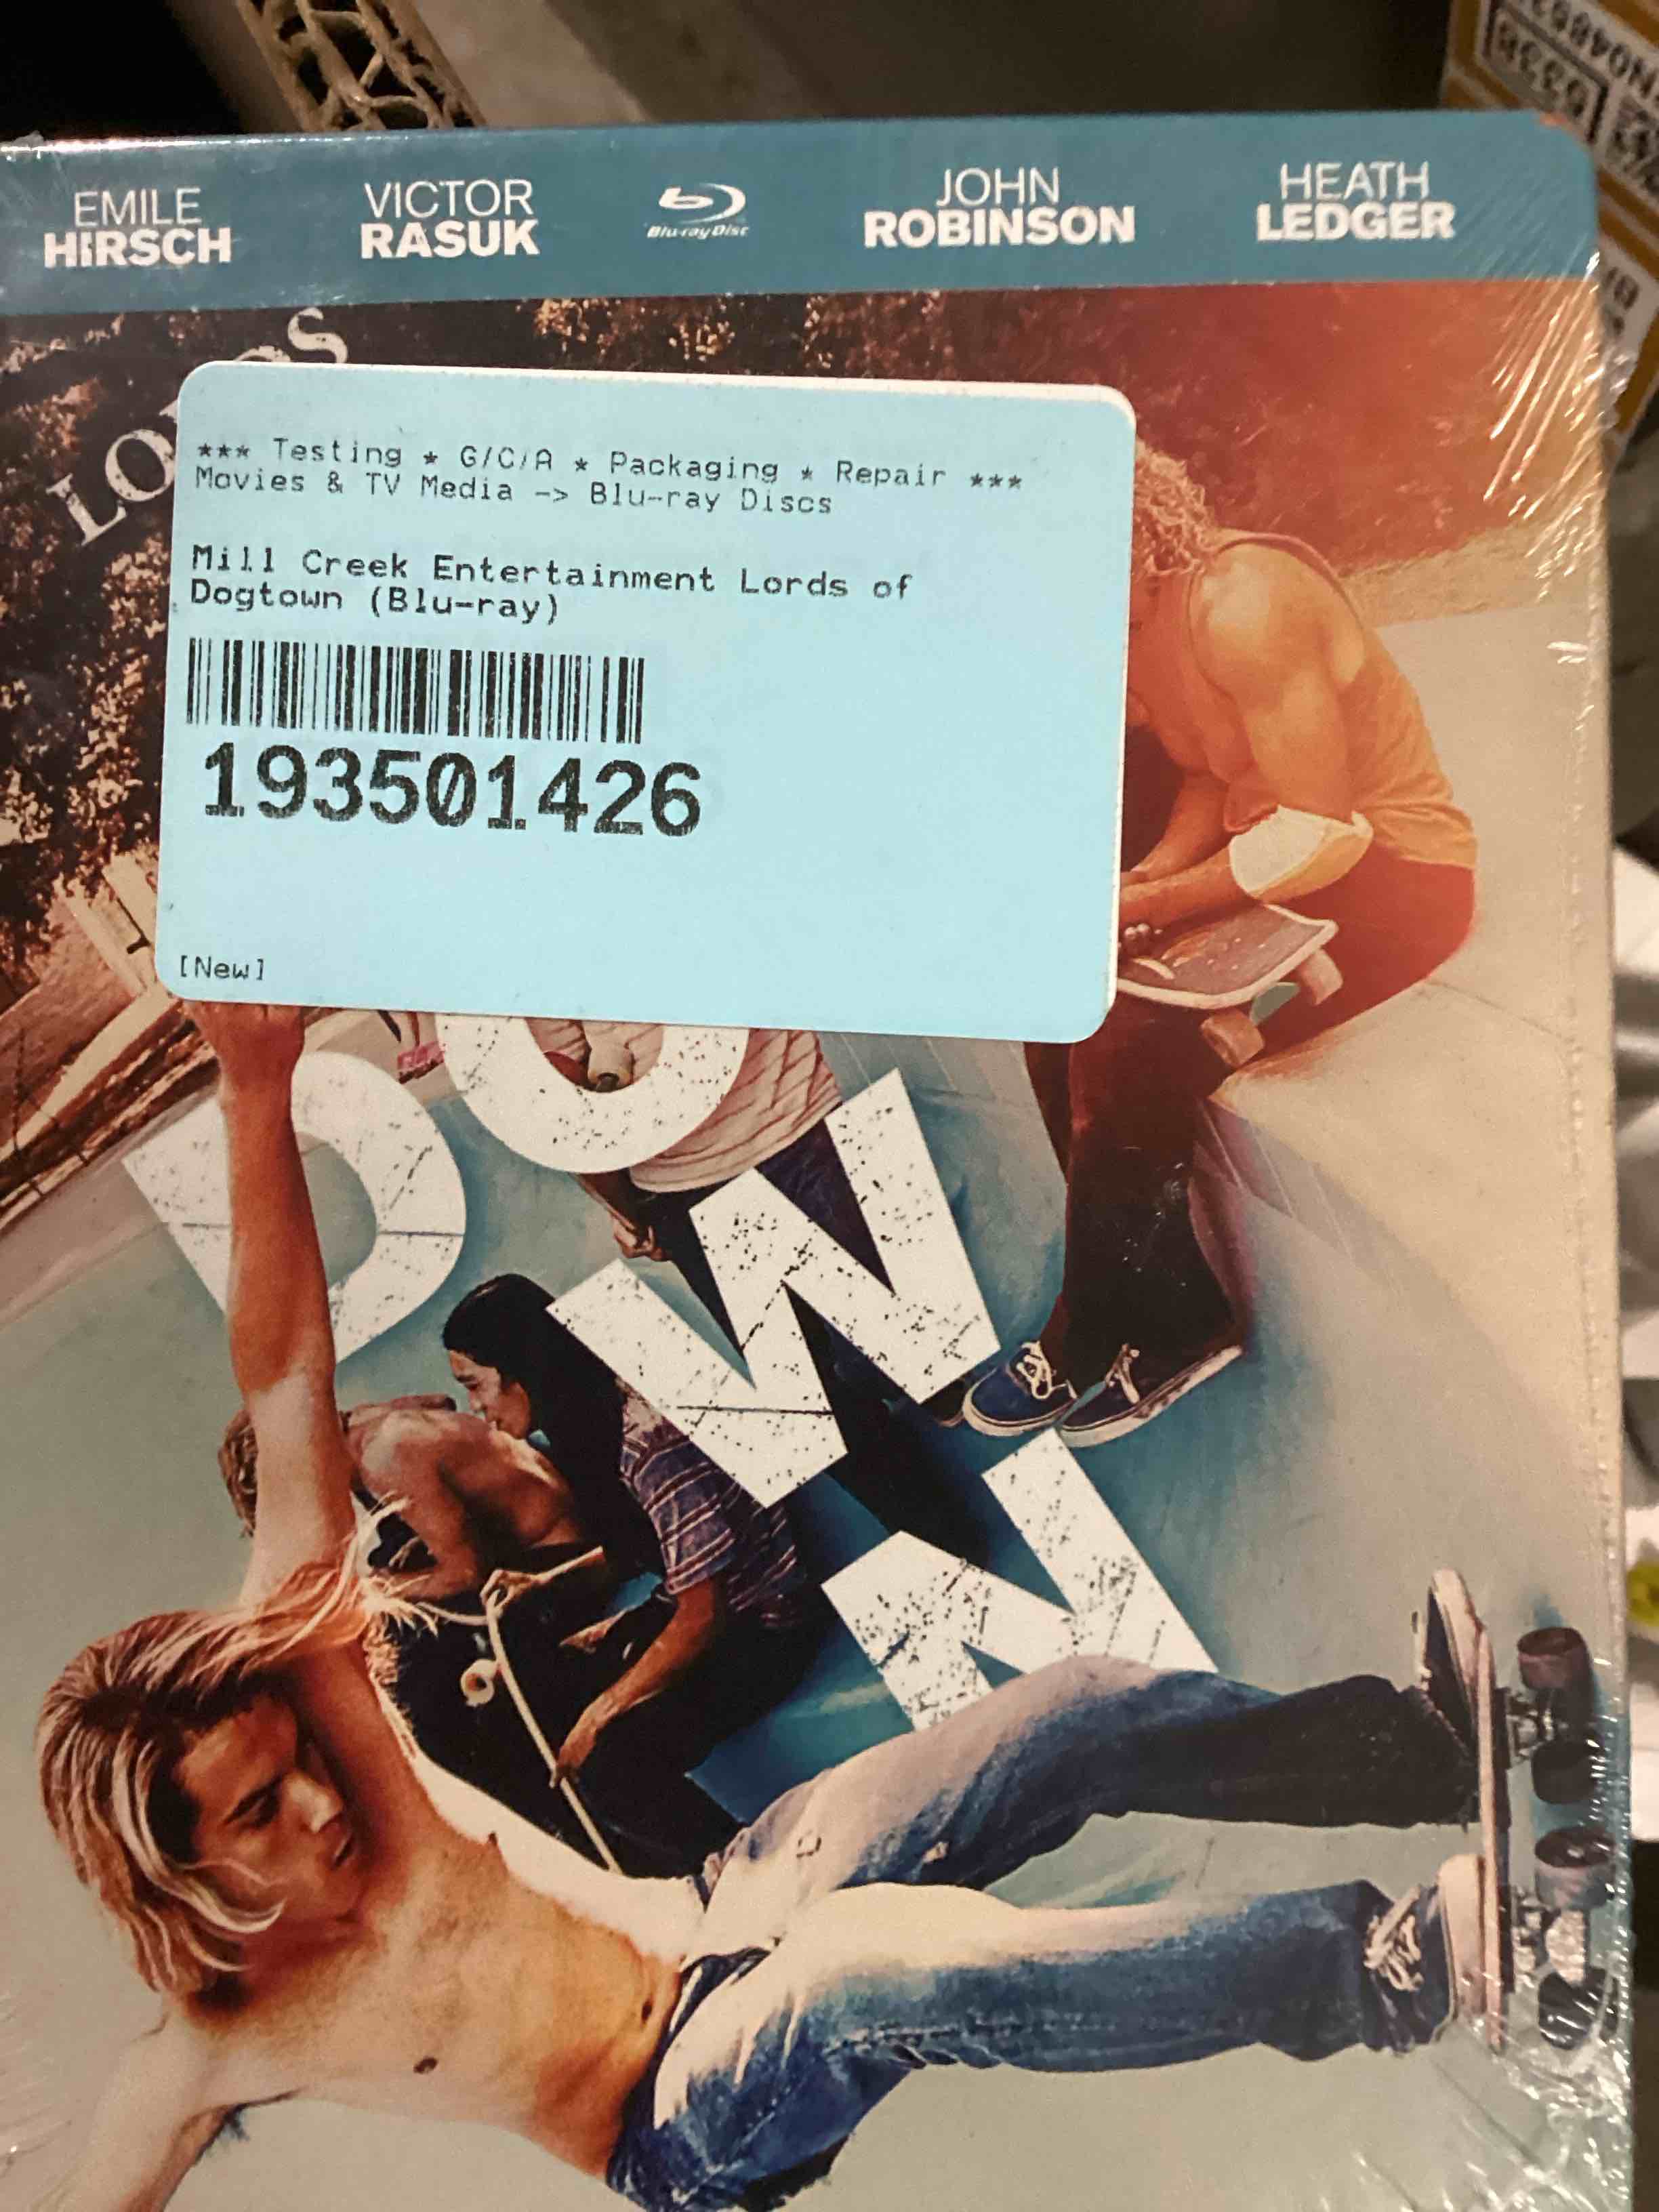 EMILE
HIRSCH
VICTOR
RASUK
Blu-ray Disc
JOHN
ROBINSON
HEATH
LEDGER
*** Testing * G/C/A * Packaging * Repair ***
Movies & TV Media -> Blu-ray Discs
Mill Creek Entertainment Lords of
Dogtown (Blu-ray)
193501426
[New]
DOWN